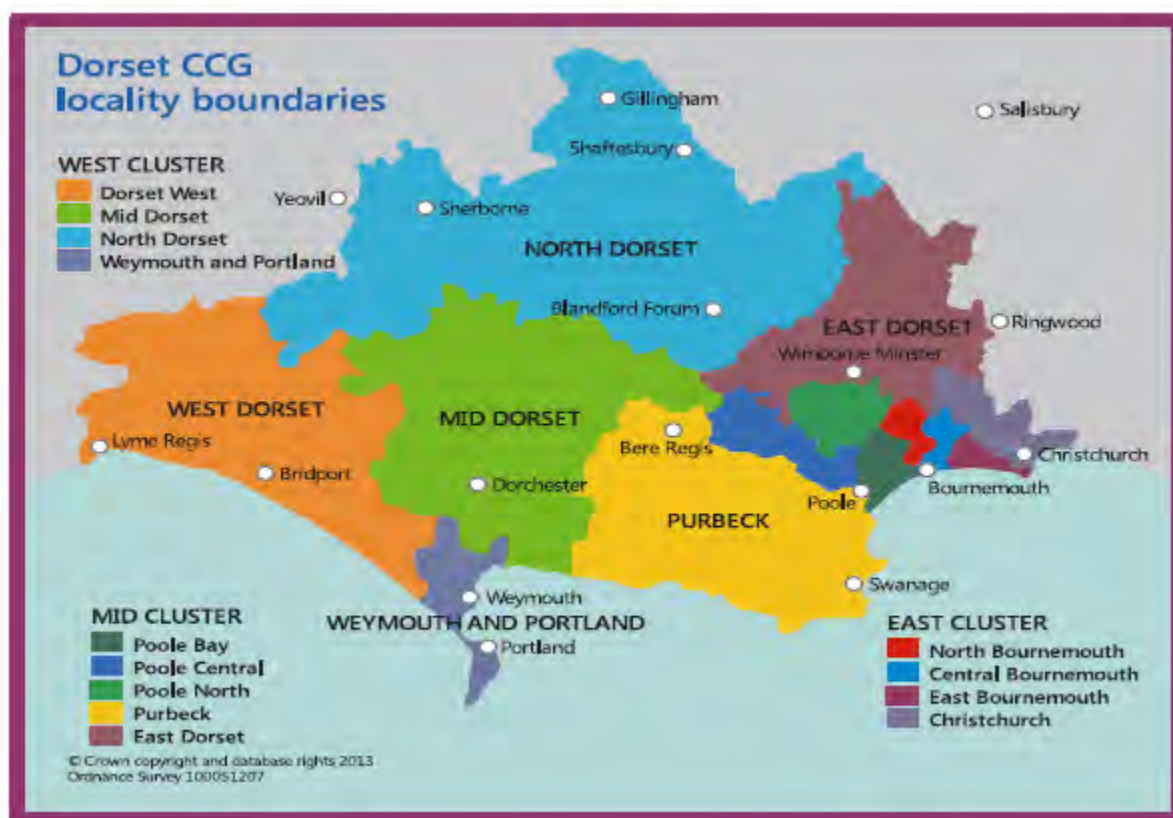 Dorset CCG
locality boundaries
WEST CLUSTER
Dorset West
Mid Dorset
North Dorset
Weymouth and Portland
Gillingham
Salisbury
Shaftesbury
Yeovil
Sherborne
NORTH DORSET
Blandford Forum
EAST DORSET
Ringwood
Wimborne Minster
WEST DORSET
MID DORSET
Lyme Regis
Bere Regis
Christchurch
Bridport
Dorchester
Bournemouth
Poole
PURBECK
Swanage
Weymouth
WEYMOUTH AND PORTLAND
Portland
MID CLUSTER
Poole Bay
Poole Central
Poole North
Purbeck
East Dorset
EAST CLUSTER
North Bournemouth
Central Bournemouth
East Bournemouth
Christchurch
© Crown copyright and database rights 2013
Ordnance Survey 100051207